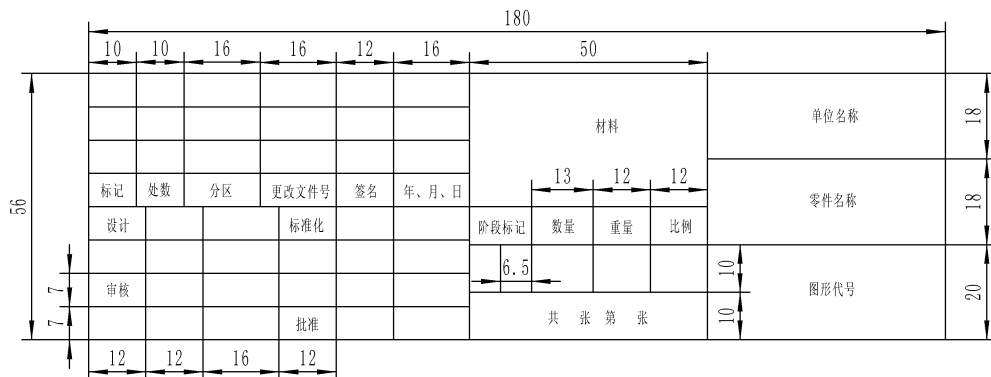 180
10 10 16 16 12 16 50
材料
单位名称
18
56
标记 处数 分区 更改文件号 签名 年、月、日
13 12 12
零件名称
18
设计 标准化
阶段标记 数量 重量 比例
6.5
10
7
审核
图形代号
20
7
批准
共 张 第 张
10
12 12 16 12